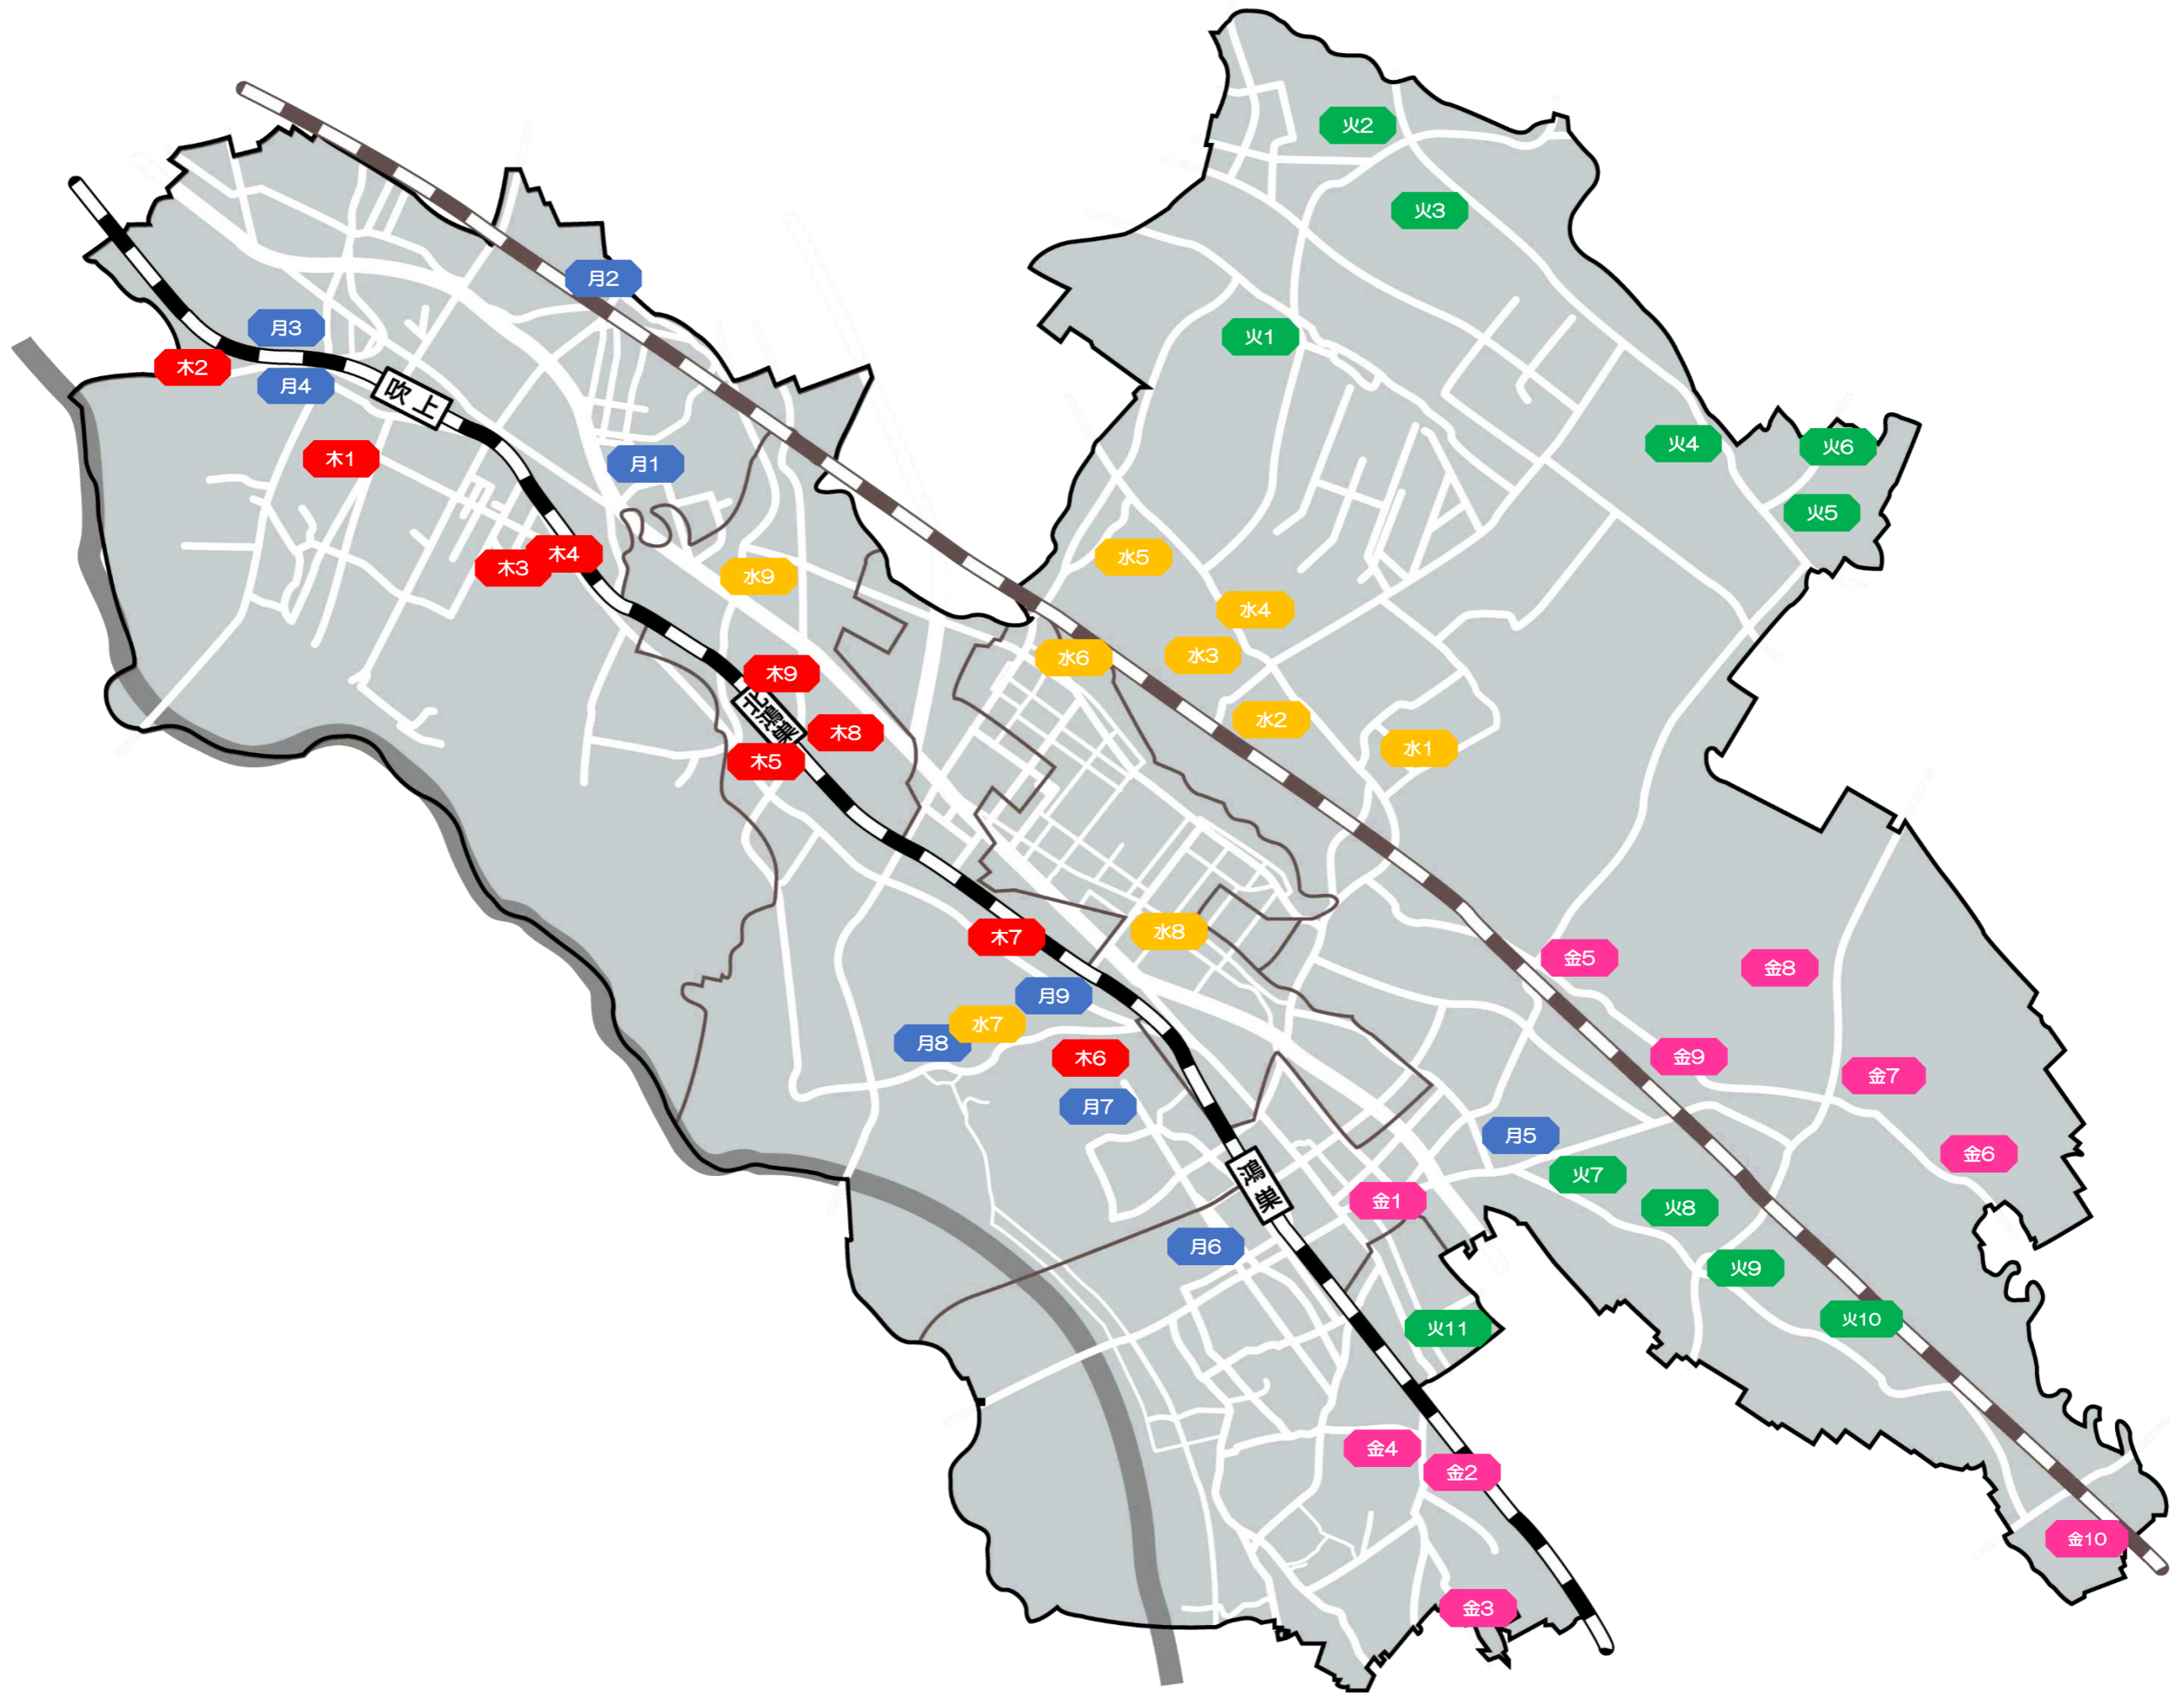 火2
火3
月2
月3
火1
木2
月4
吹上
火4
火6
木1
月1
火5
木3
木4
水5
水9
水4
水6
水3
木9
北鴻巣
木8
水2
水1
木5
水8
木7
金5
金8
月9
水7
月8
木6
金9
金7
月7
月5
金6
鴻巣
火7
金1
火8
月6
火9
火10
火11
金4
金2
金10
金3